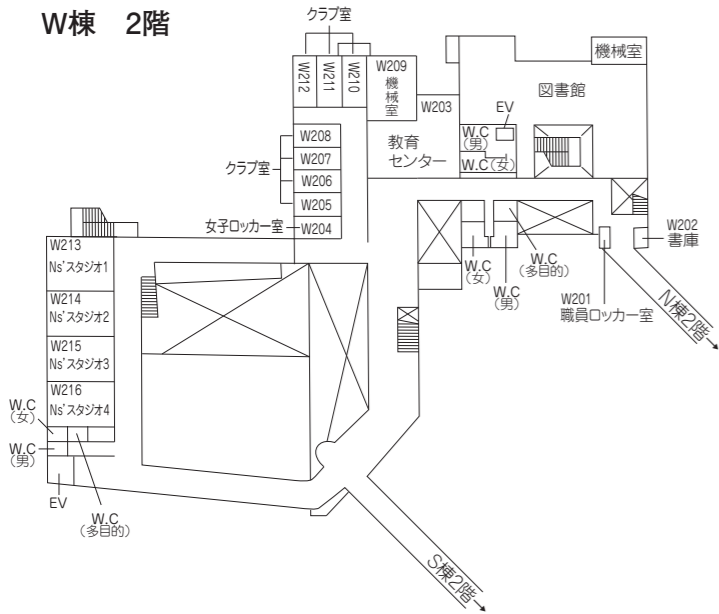 W棟 2階
クラブ室
W212
W211
W210
W209
機械室
W203
教育
センター
機械室
図書館
EV
W.C
(男)
W.C(女)
W208
W207
W206
W205
クラブ室
女子ロッカー室
W204
W202
書庫
W.C
(女)
W.C
(男)
W.C
(多目的)
W201
職員ロッカー室
N棟2階
W213
Ns'スタジオ1
W214
Ns'スタジオ2
W215
Ns'スタジオ3
W216
Ns'スタジオ4
W.C
(女)
W.C
(男)
EV
W.C
(多目的)
S棟2階